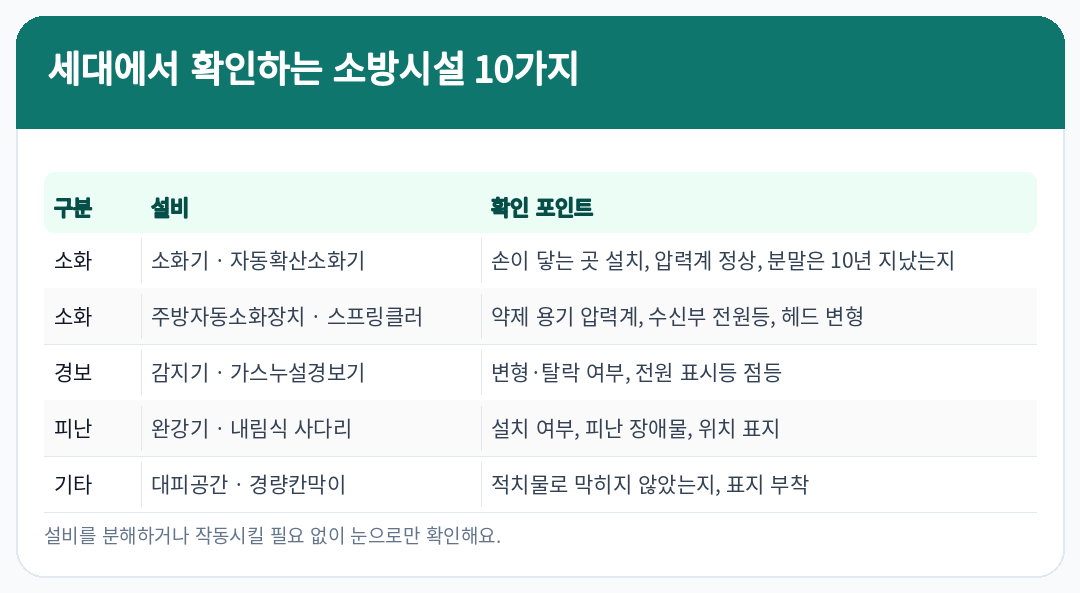 세대에서 확인하는 소방시설 10가지
구분 설비 확인 포인트
소화 소화기 · 자동확산소화기 손이 닿는 곳 설치, 압력계 정상, 분말은 10년 지났는지
소화 주방자동소화장치 · 스프링클러 약제 용기 압력계, 수신부 전원등, 헤드 변형
경보 감지기 · 가스누설경보기 변형·탈락 여부, 전원 표시등 점등
피난 완강기 · 내림식 사다리 설치 여부, 피난 장애물, 위치 표지
기타 대피공간 · 경량칸막이 적치물로 막히지 않았는지, 표지 부착
설비를 분해하거나 작동시킬 필요 없이 눈으로만 확인해요.